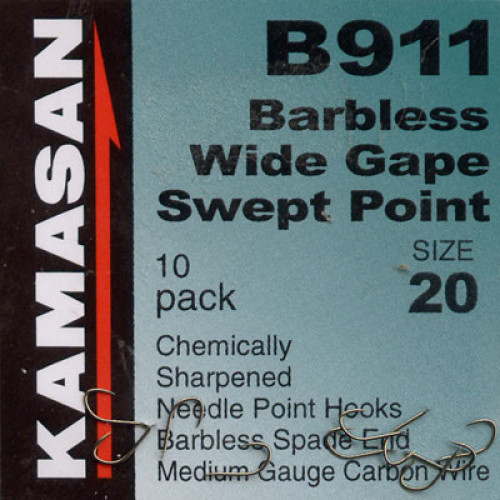 KAMASAN
B911
Barbless
Wide Gape
Swept Point
SIZE
20
10
pack
Chemically
Sharpened
Needle Point Hooks
Barbless Spade End
Medium Gauge Carbon Wire